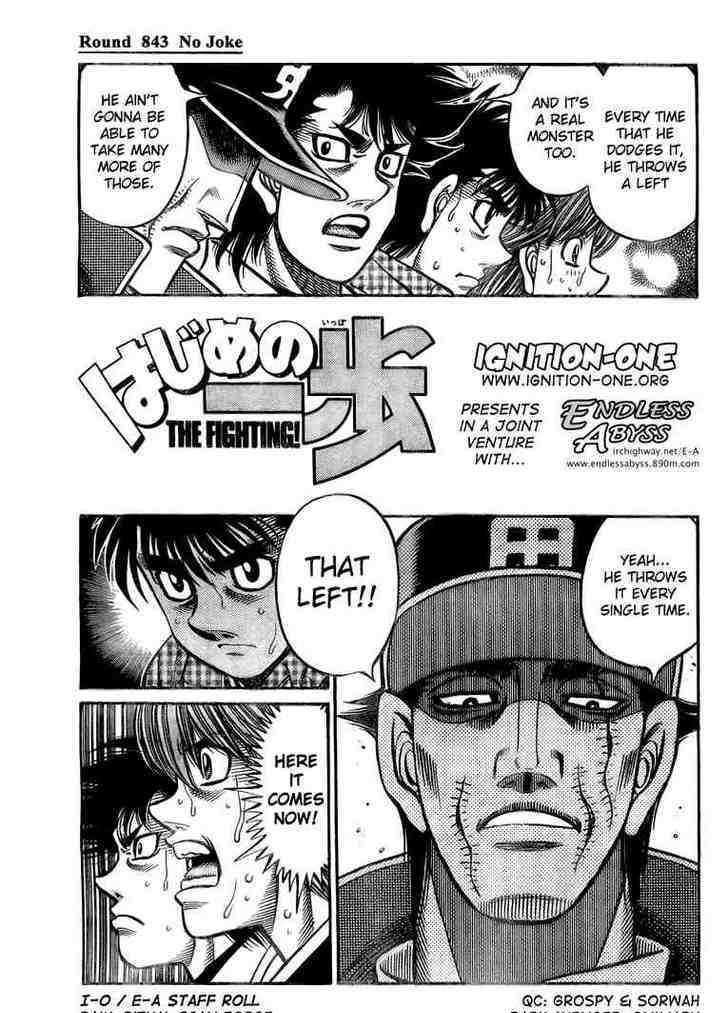 Round 843 No Joke
EVERY TIME
THAT HE
DODGES IT,
HE THROWS
A LEFT
AND IT'S
A REAL
MONSTER
TOO.
HE AIN'T
GONNA BE
ABLE TO
TAKE MANY
MORE OF
THOSE.
いっぽ
はじめの一歩
THE FIGHTING!
IGNITION-ONE
WWW.IGNITION-ONE.ORG
PRESENTS
IN A JOINT
VENTURE
WITH...
ENDLESS
ABYSS
irchighway.net/E-A
www.endlessabyss.890m.com
YEAH...
HE THROWS
IT EVERY
SINGLE TIME.
THAT
LEFT!!
HERE
IT
COMES
NOW!
I-O / E-A STAFF ROLL
QC: GROSPY & SORWAH